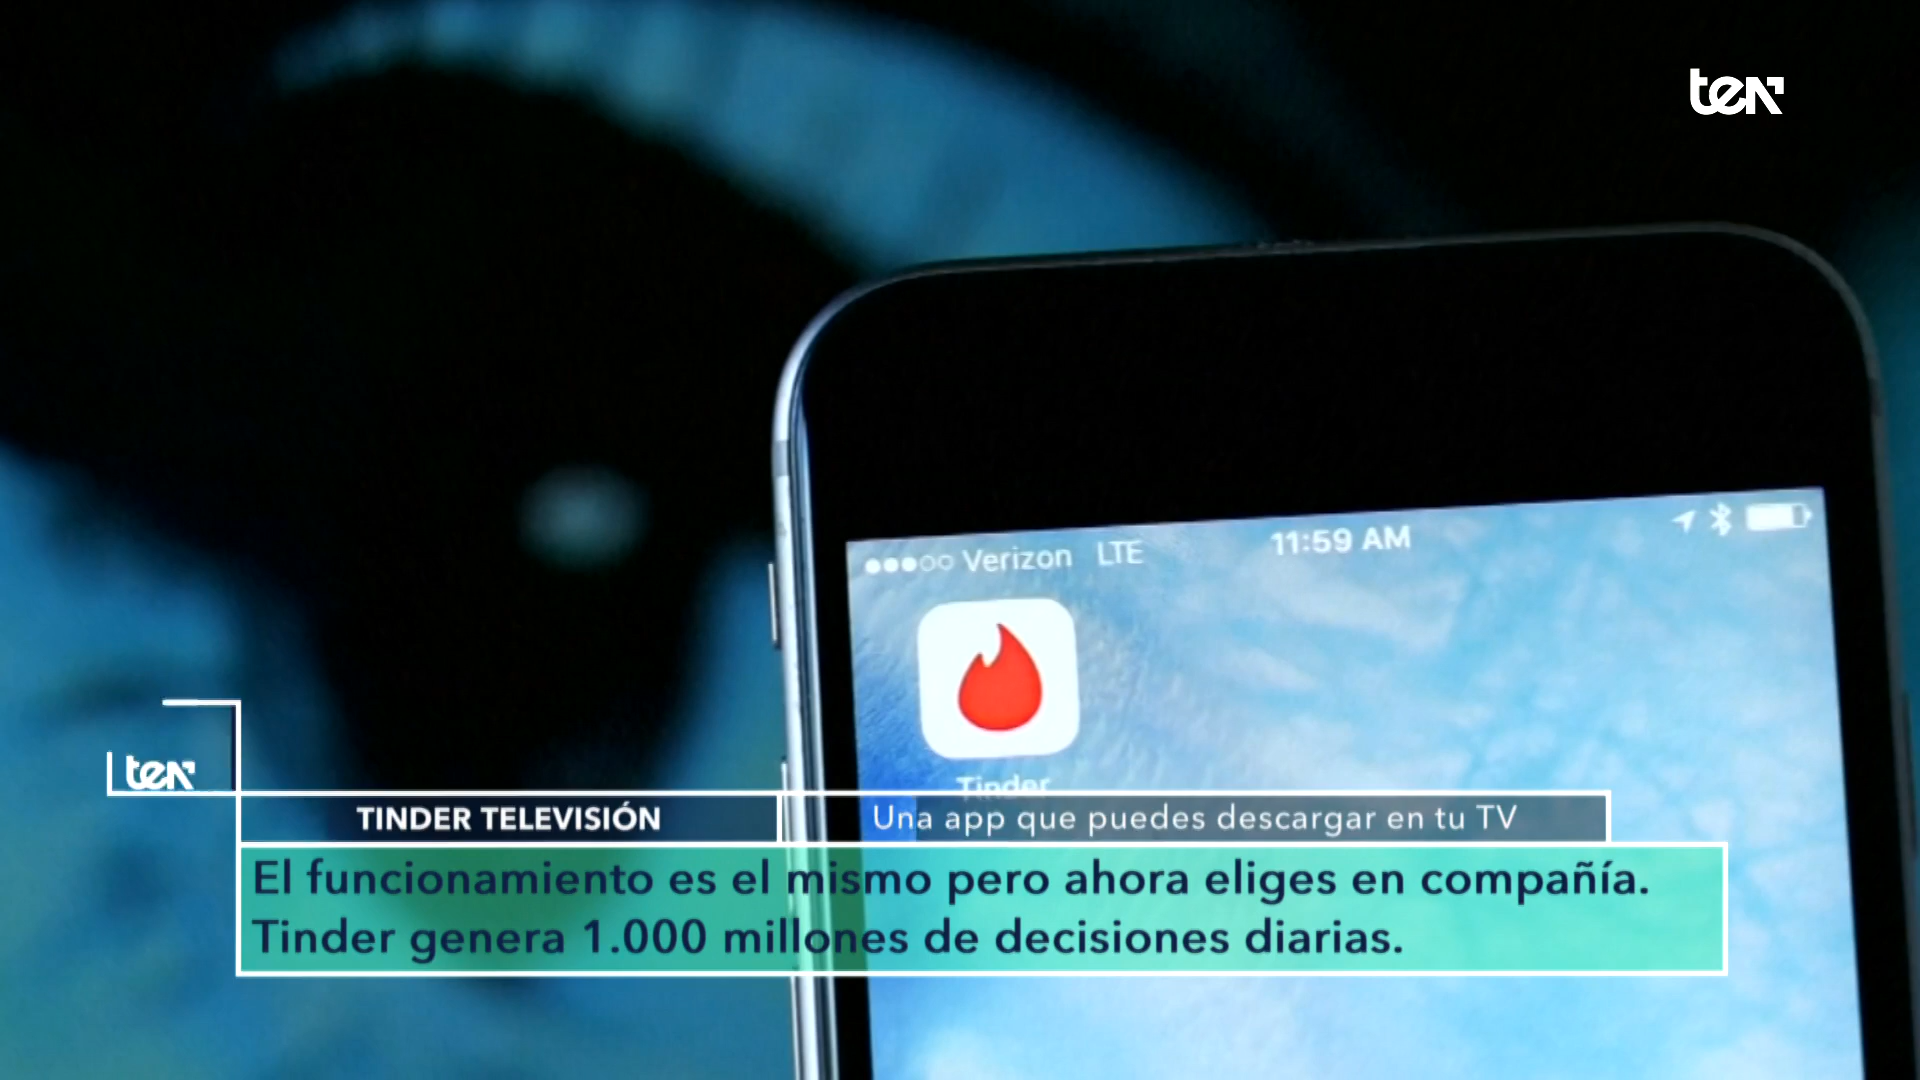 ten
Verizon LTE 11:59 AM
Tinder
ten
TINDER TELEVISIÓN
Una app que puedes descargar en tu TV
El funcionamiento es el mismo pero ahora eliges en compañía.
Tinder genera 1.000 millones de decisiones diarias.